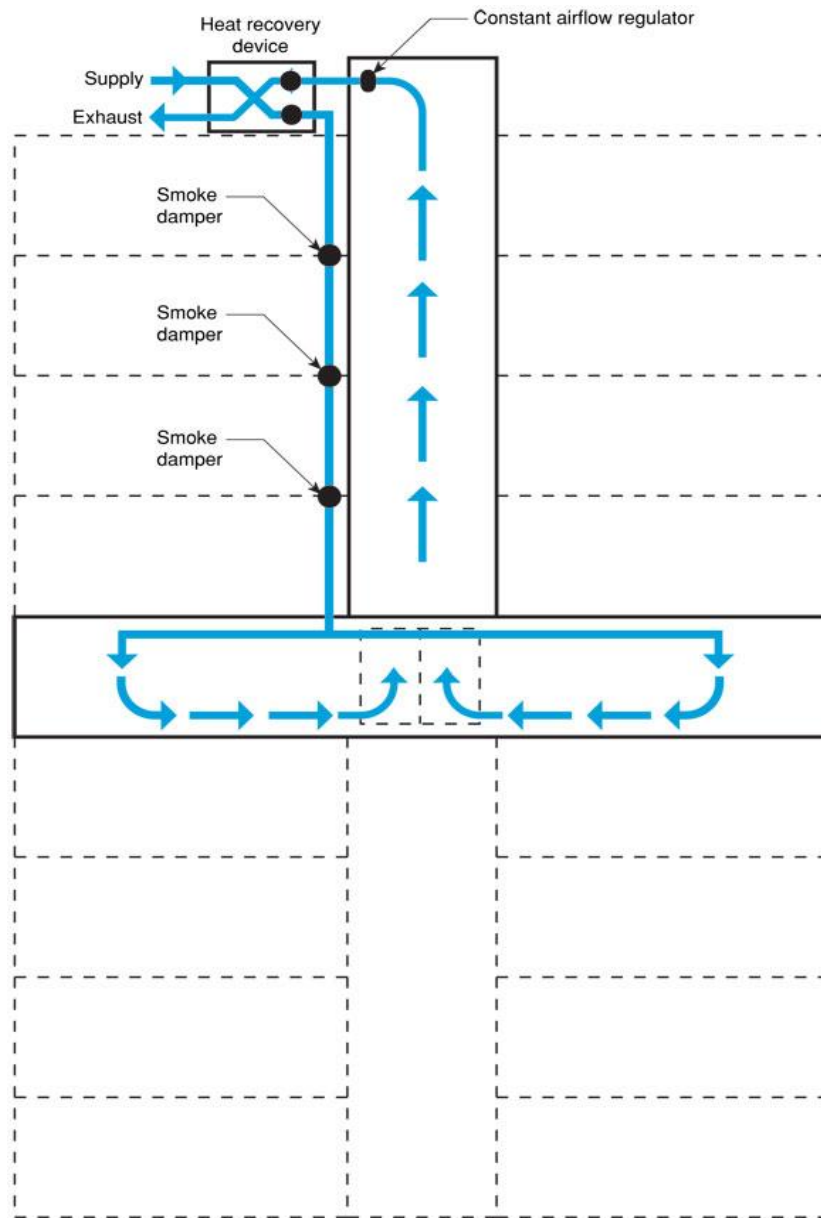 Constant airflow regulator
Heat recovery
device
Supply
Exhaust
Smoke
damper
Smoke
damper
Smoke
damper